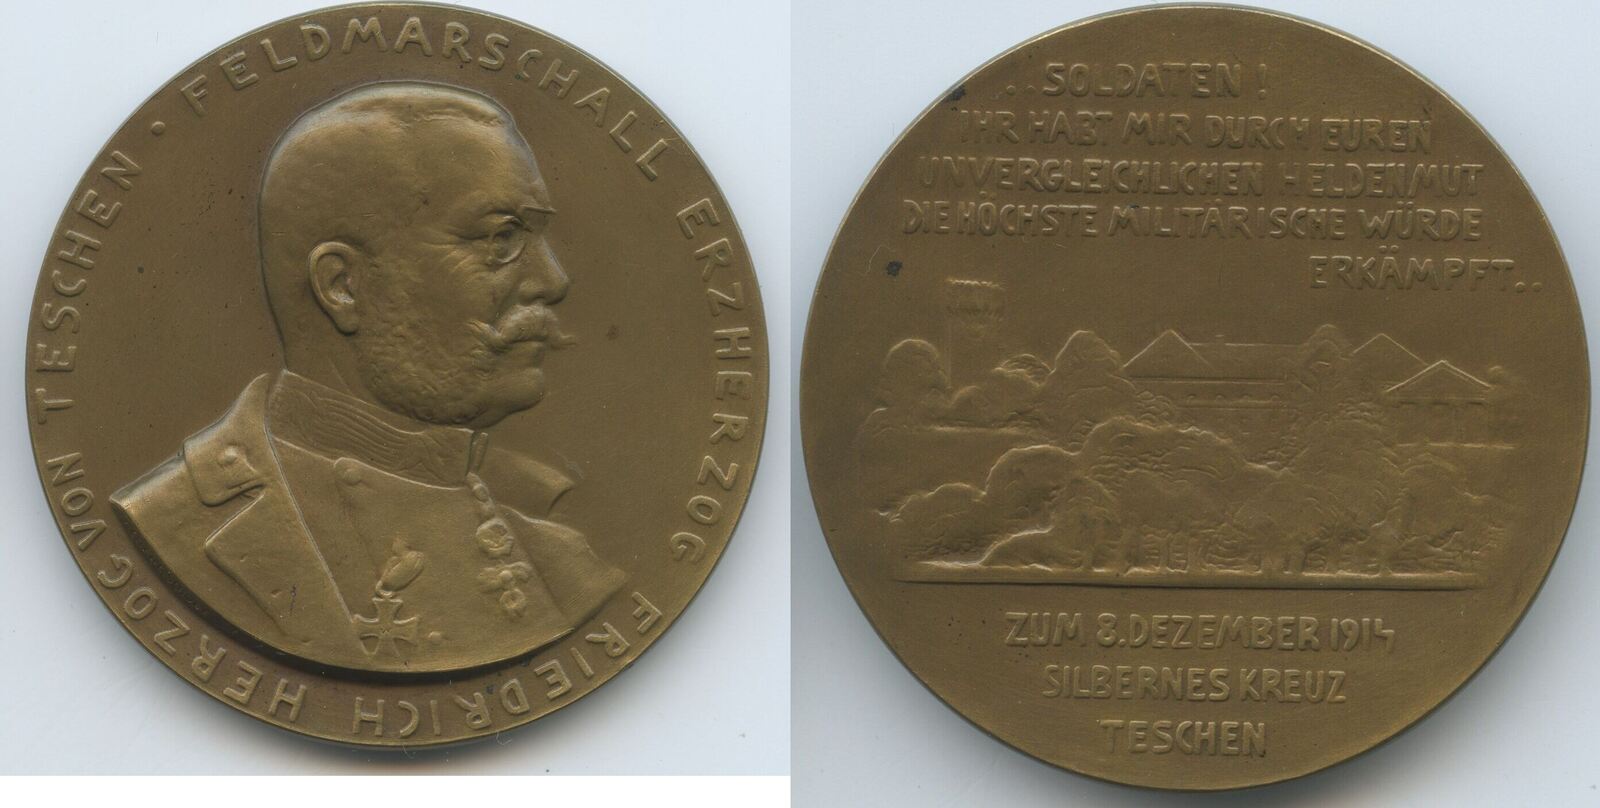 FELDMARSCHALL ERZHERZOG FRIEDRICH HERZOG VON TESCHEN ·
..SOLDATEN!
IHR HABT MIR DURCH EUREN
UNVERGLEICHLICHEN HELDENMUT
DIE HÖCHSTE MILITÄRISCHE WÜRDE
ERKÄMPFT..
ZUM 8. DEZEMBER 1914
SILBERNES KREUZ
TESCHEN